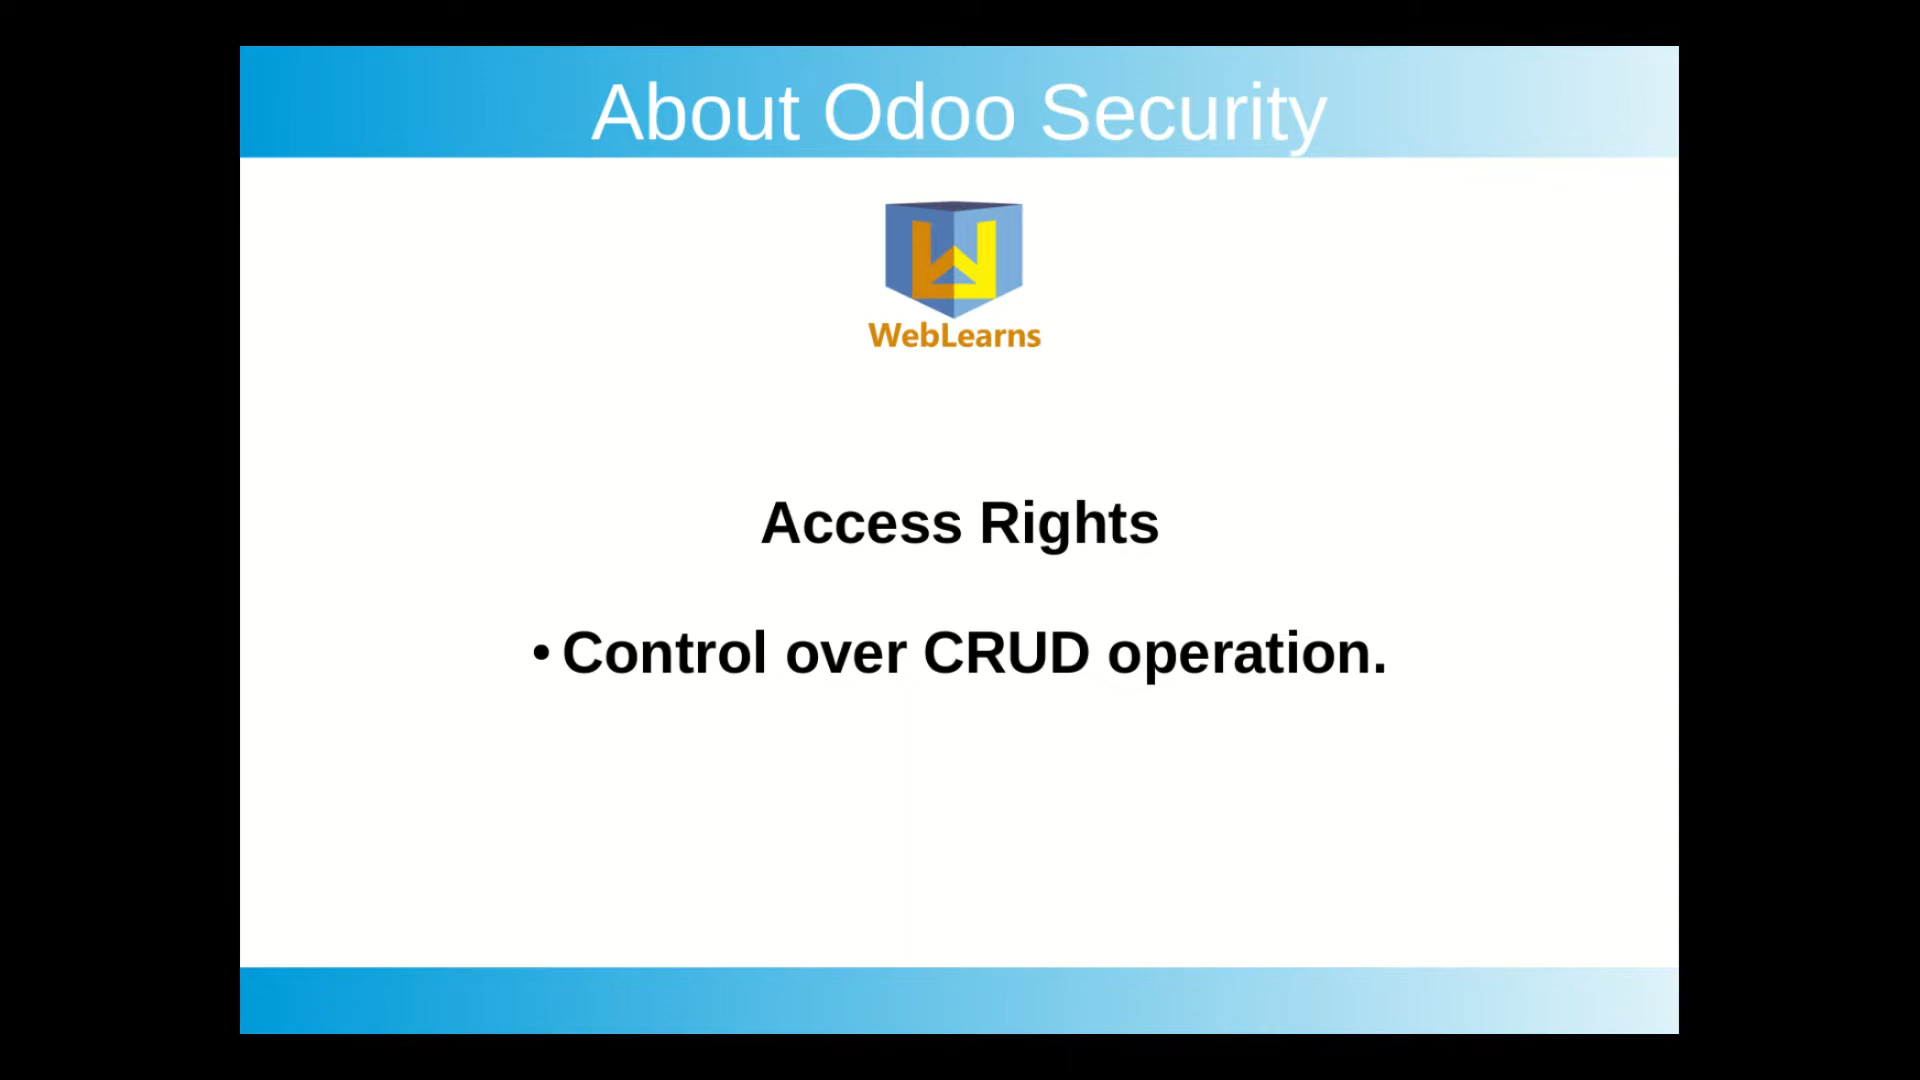 About Odoo Security
WebLearns
Access Rights
• Control over CRUD operation.